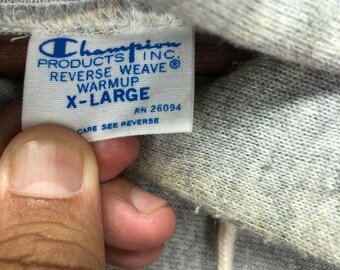 Champion
PRODUCTS INC.
REVERSE WEAVE®
WARMUP
X-LARGE
RN 26094
CARE SEE REVERSE